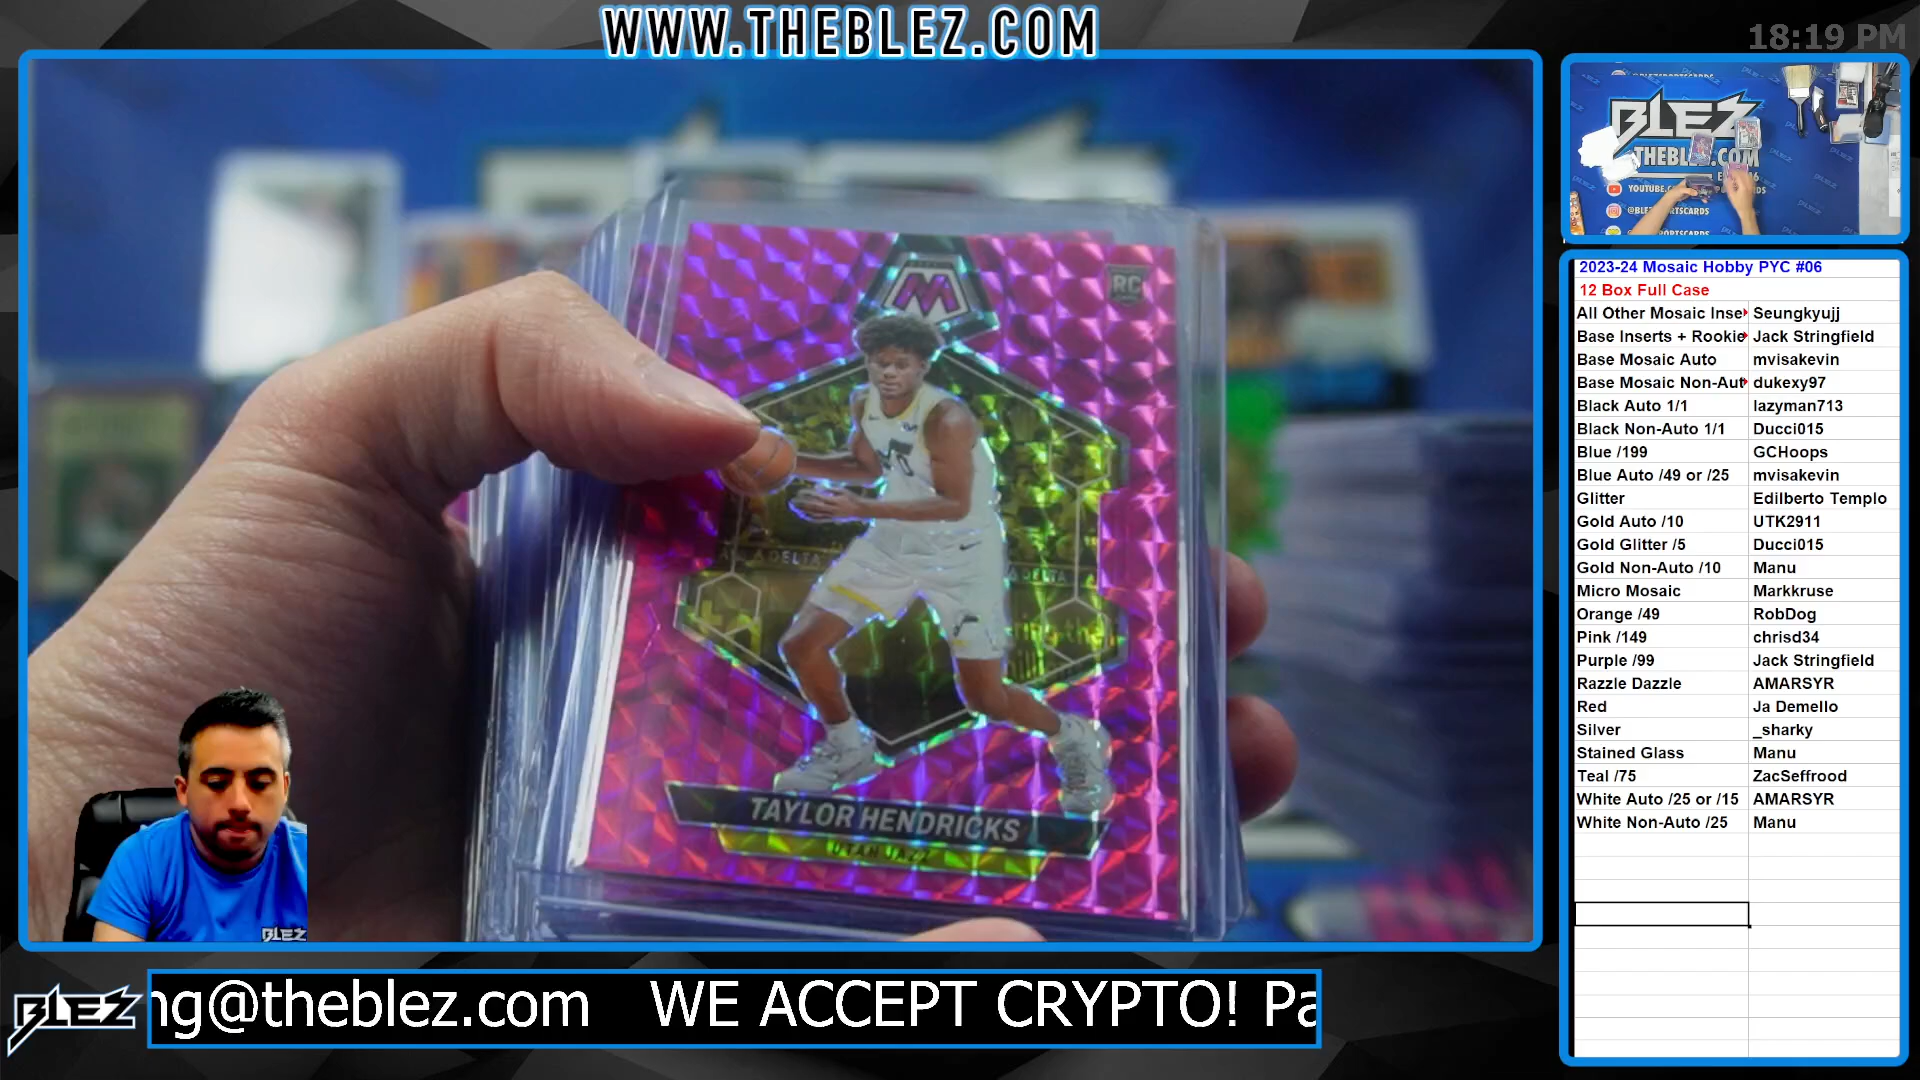 WWW.THEBLEZ.COM
18:19 PM
RC
TAYLOR HENDRICKS
UTAH JAZZ
BLEZ
THEBLEZ.COM
2023-24 Mosaic Hobby PYC #06
12 Box Full Case
All Other Mosaic Inse Seungkyujj
Base Inserts + Rookie Jack Stringfield
Base Mosaic Auto mvisakevin
Base Mosaic Non-Aut dukexy97
Black Auto 1/1 lazyman713
Black Non-Auto 1/1 Ducci015
Blue /199 GCHoops
Blue Auto /49 or /25 mvisakevin
Glitter Edilberto Templo
Gold Auto /10 UTK2911
Gold Glitter /5 Ducci015
Gold Non-Auto /10 Manu
Micro Mosaic Markkruse
Orange /49 RobDog
Pink /149 chrisd34
Purple /99 Jack Stringfield
Razzle Dazzle AMARSYR
Red Ja Demello
Silver _sharky
Stained Glass Manu
Teal /75 ZacSeffrood
White Auto /25 or /15 AMARSYR
White Non-Auto /25 Manu
BLEZ
BLEZ
ng@theblez.com WE ACCEPT CRYPTO! Pa